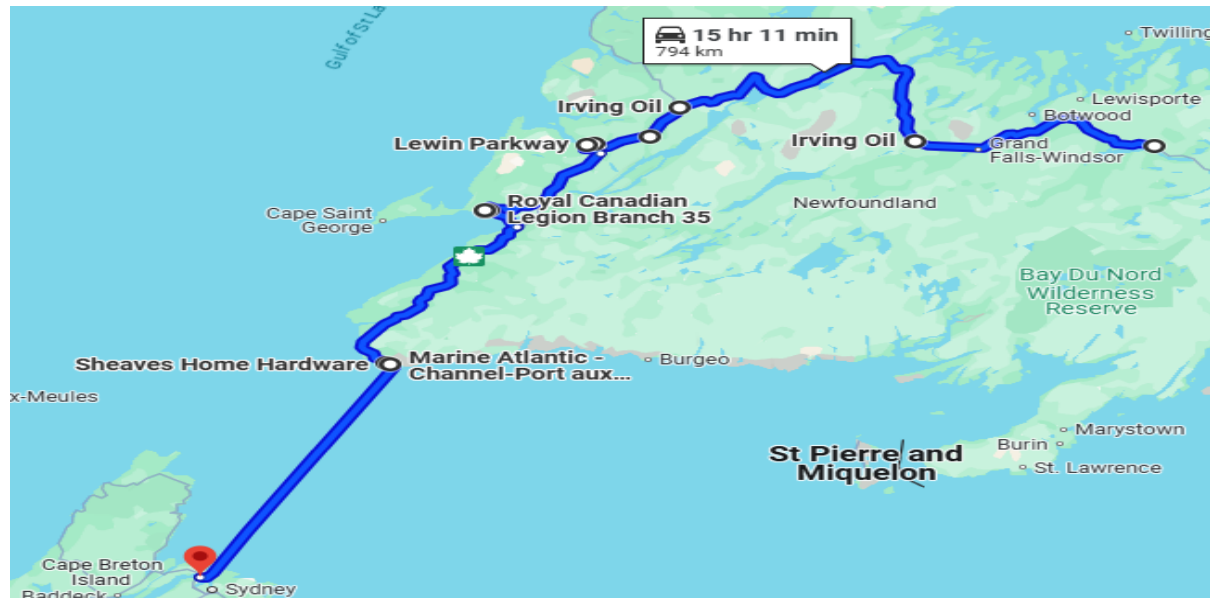 Gulf of St La
15 hr 11 min
794 km
Twilling
Irving Oil
Lewisporte
Botwood
Lewin Parkway
Irving Oil
Grand
Falls-Windsor
Royal Canadian
Legion Branch 35
Newfoundland
Cape Saint
George
Bay Du Nord
Wilderness
Reserve
Sheaves Home Hardware
Marine Atlantic -
Channel-Port aux...
Burgeo
x-Meules
Marystown
Burin
St Pierre and
Miquelon
St. Lawrence
Cape Breton
Island
Baddeck
Sydney